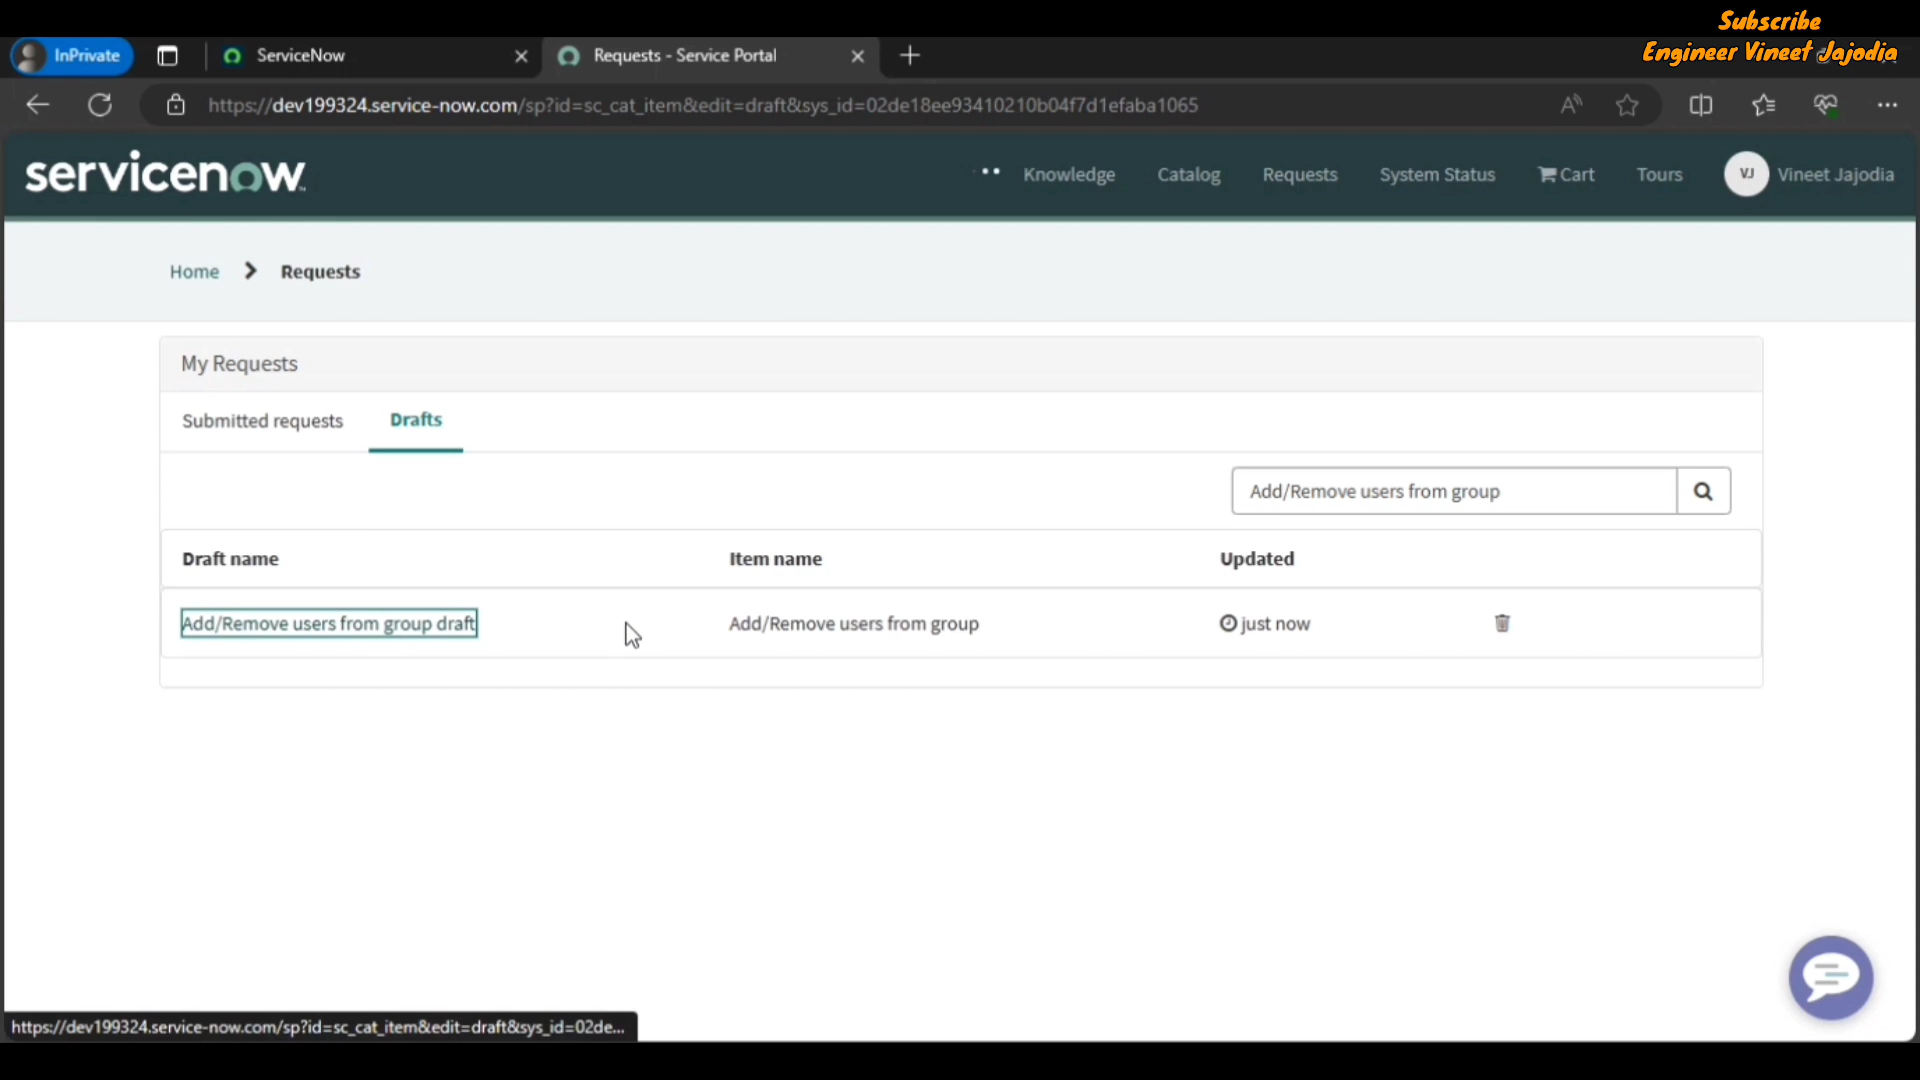 Subscribe
Engineer Vineet Jajodia
InPrivate
ServiceNow
Requests - Service Portal
https://dev199324.service-now.com/sp?id=sc_cat_item&edit=draft&sys_id=02de18ee93410210b04f7d1efaba1065
servicenow
Knowledge
Catalog
Requests
System Status
Cart
Tours
VJ
Vineet Jajodia
Home
Requests
My Requests
Submitted requests
Drafts
Add/Remove users from group
Draft name
Item name
Updated
Add/Remove users from group draft
Add/Remove users from group
just now
https://dev199324.service-now.com/sp?id=sc_cat_item&edit=draft&sys_id=02de...